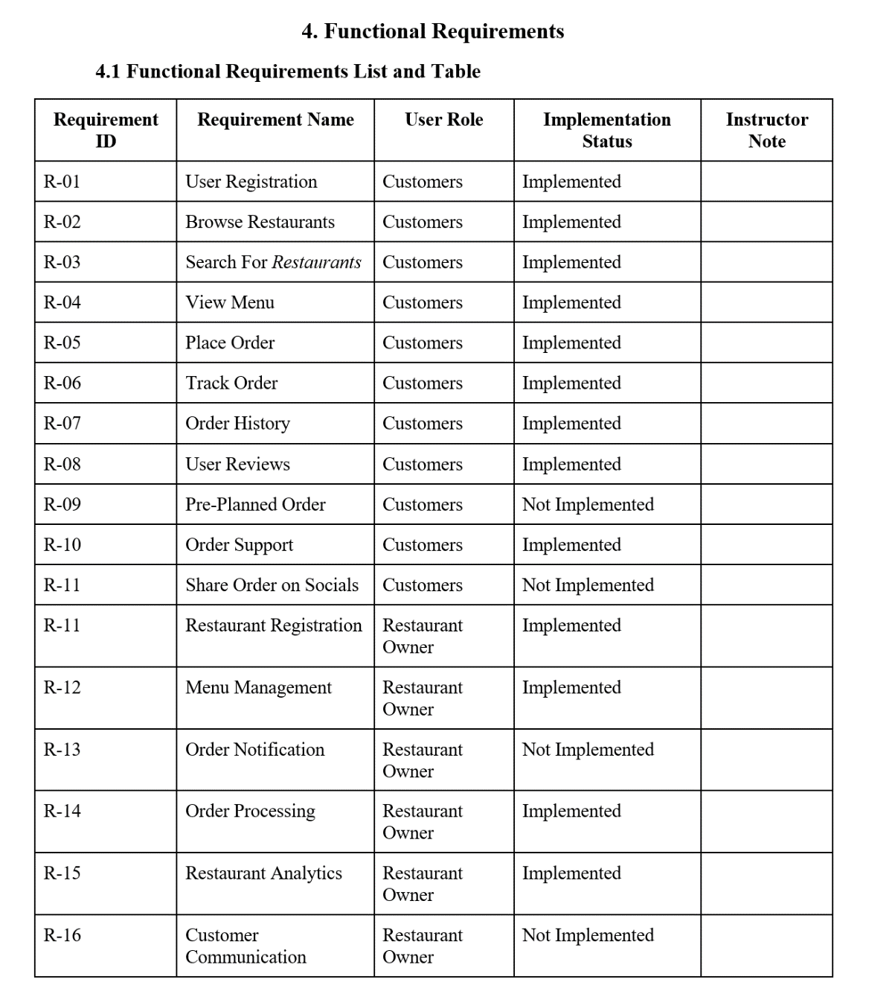 4. Functional Requirements
4.1 Functional Requirements List and Table
Requirement ID Requirement Name User Role Implementation Status Instructor Note
R-01 User Registration Customers Implemented
R-02 Browse Restaurants Customers Implemented
R-03 Search For Restaurants Customers Implemented
R-04 View Menu Customers Implemented
R-05 Place Order Customers Implemented
R-06 Track Order Customers Implemented
R-07 Order History Customers Implemented
R-08 User Reviews Customers Implemented
R-09 Pre-Planned Order Customers Not Implemented
R-10 Order Support Customers Implemented
R-11 Share Order on Socials Customers Not Implemented
R-11 Restaurant Registration Restaurant Owner Implemented
R-12 Menu Management Restaurant Owner Implemented
R-13 Order Notification Restaurant Owner Not Implemented
R-14 Order Processing Restaurant Owner Implemented
R-15 Restaurant Analytics Restaurant Owner Implemented
R-16 Customer Communication Restaurant Owner Not Implemented